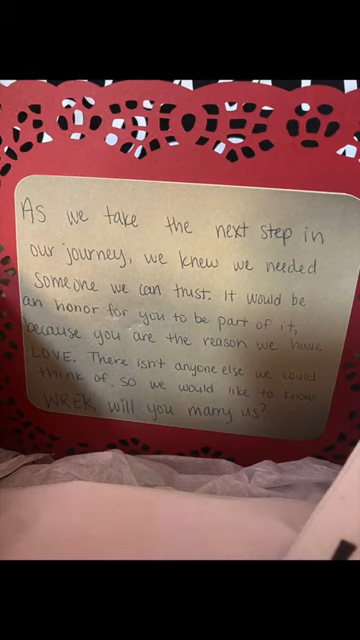 As we take the next step in
our journey, we knew we needed
someone we can trust. It would be
an honor for you to be part of it,
because you are the reason we have
LOVE. There isn't anyone else we could
think of, so we would like to know
WREK, will you marry us?